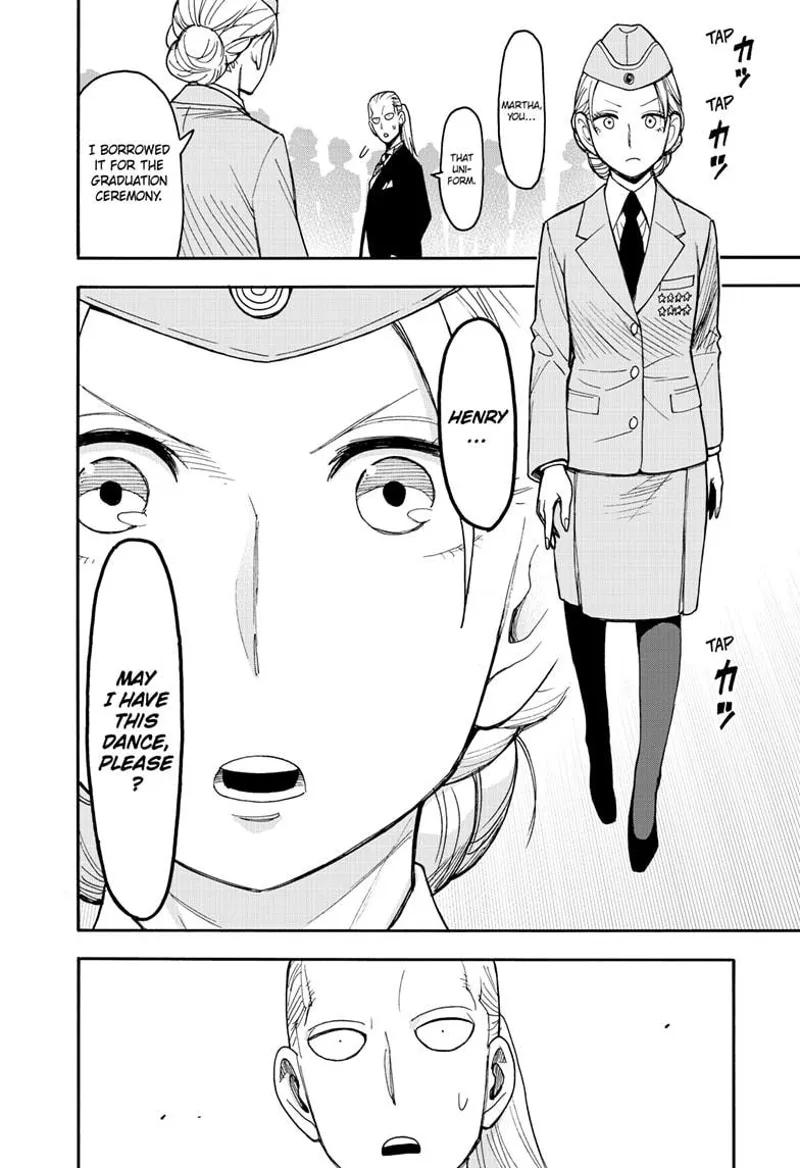 TAP
カッ
TAP
TAP
カッ
MARTHA,
YOU...
THAT
UNI-
FORM.
I BORROWED
IT FOR THE
GRADUATION
CEREMONY.
HENRY
...
MAY
I HAVE
THIS
DANCE,
PLEASE
?
TAP
カッ